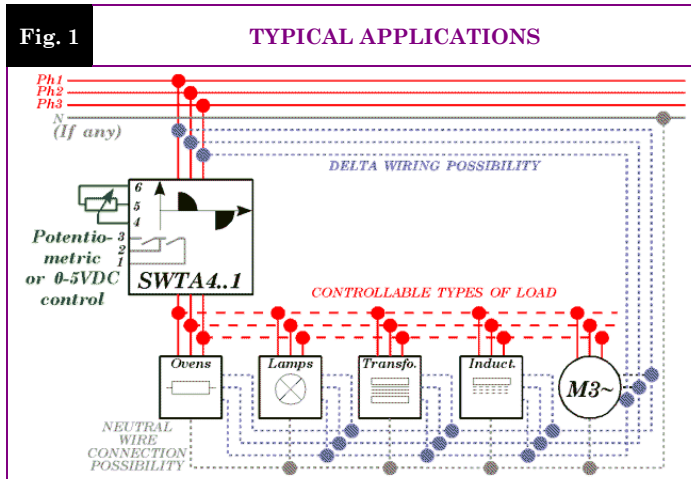 Fig. 1
TYPICAL APPLICATIONS
Ph1
Ph2
Ph3
N
(If any)
DELTA WIRING POSSIBILITY
6
5
4
3
2
1
Potentio-
metric
or 0-5VDC
control
SWTA4..1
CONTROLLABLE TYPES OF LOAD
Ovens
Lamps
Transfo.
Induct.
M3~
NEUTRAL
WIRE
CONNECTION
POSSIBILITY